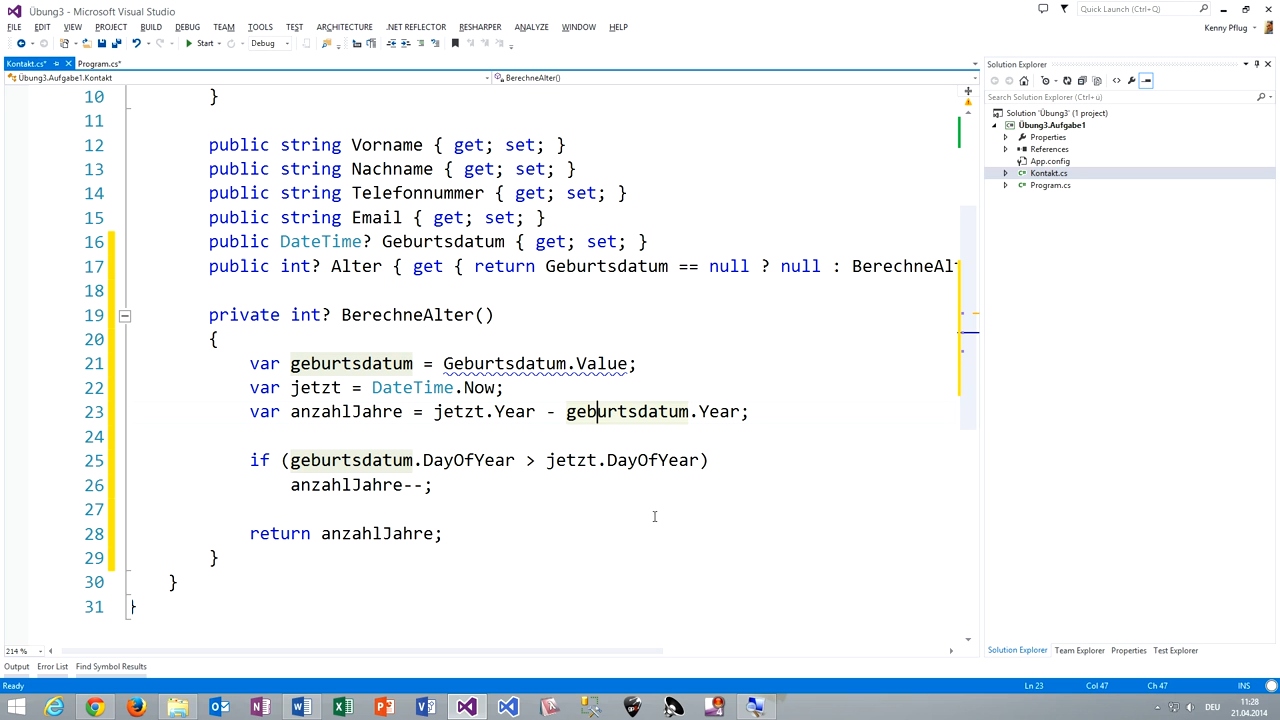 Übung3 - Microsoft Visual Studio
Quick Launch (Ctrl+Q)
FILE EDIT VIEW PROJECT BUILD DEBUG TEAM TOOLS TEST ARCHITECTURE .NET REFLECTOR RESHARPER ANALYZE WINDOW HELP
Kenny Pflug
Start Debug
Kontakt.cs* Program.cs*
Übung3.Aufgabe1.Kontakt
BerechneAlter()
10 }
11
12 public string Vorname { get; set; }
13 public string Nachname { get; set; }
14 public string Telefonnummer { get; set; }
15 public string Email { get; set; }
16 public DateTime? Geburtsdatum { get; set; }
17 public int? Alter { get { return Geburtsdatum == null ? null : BerechneAlt
18
19 private int? BerechneAlter()
20 {
21 var geburtsdatum = Geburtsdatum.Value;
22 var jetzt = DateTime.Now;
23 var anzahlJahre = jetzt.Year - geburtsdatum.Year;
24
25 if (geburtsdatum.DayOfYear > jetzt.DayOfYear)
26 anzahlJahre--;
27
28 return anzahlJahre;
29 }
30 }
31 }
214 %
Solution Explorer
Search Solution Explorer (Ctrl+ü)
Solution 'Übung3' (1 project)
Übung3.Aufgabe1
Properties
References
App.config
Kontakt.cs
Program.cs
Solution Explorer Team Explorer Properties Test Explorer
Output Error List Find Symbol Results
Ready Ln 23 Col 47 Ch 47 INS
DEU
11:28
21.04.2014